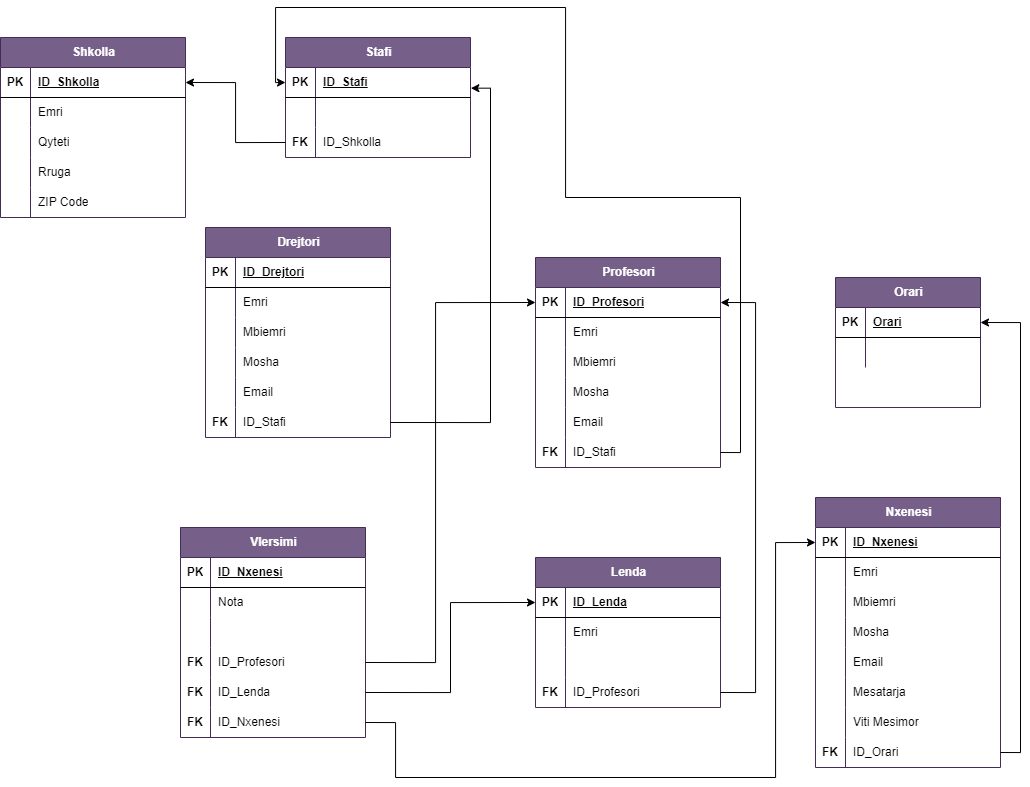 Shkolla
PK ID_Shkolla
Emri
Qyteti
Rruga
ZIP Code
Stafi
PK ID_Stafi
FK ID_Shkolla
Drejtori
PK ID_Drejtori
Emri
Mbiemri
Mosha
Email
FK ID_Stafi
Profesori
PK ID_Profesori
Emri
Mbiemri
Mosha
Email
FK ID_Stafi
Orari
PK Orari
Vlersimi
PK ID_Nxenesi
Nota
FK ID_Profesori
FK ID_Lenda
FK ID_Nxenesi
Lenda
PK ID_Lenda
Emri
FK ID_Profesori
Nxenesi
PK ID_Nxenesi
Emri
Mbiemri
Mosha
Email
Mesatarja
Viti Mesimor
FK ID_Orari